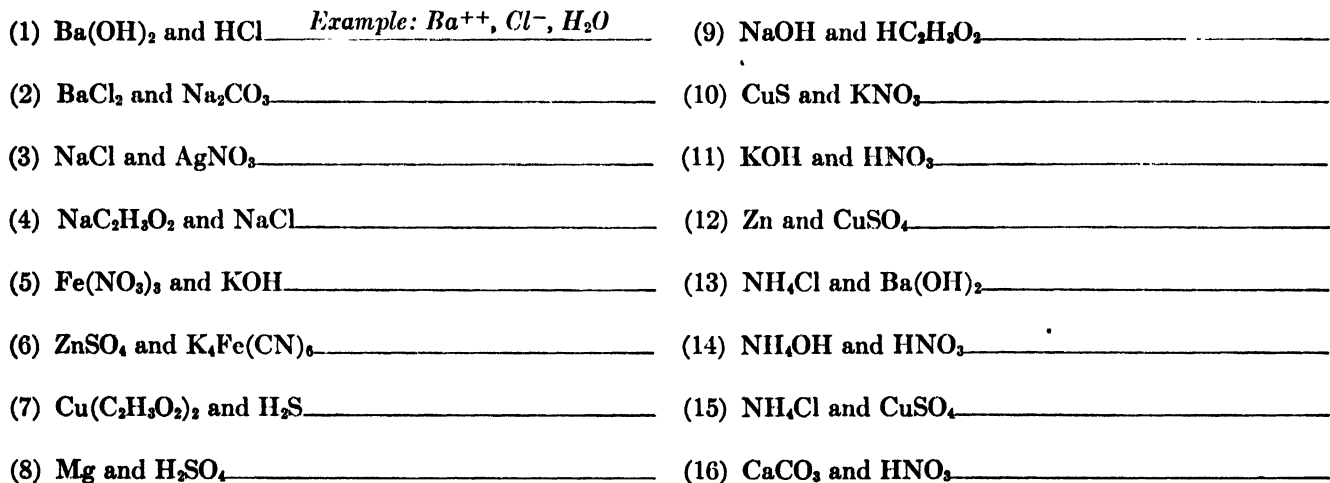 (1) Ba(OH)₂ and HCl Example: Ba⁺⁺, Cl⁻, H₂O
(2) BaCl₂ and Na₂CO₃
(3) NaCl and AgNO₃
(4) NaC₂H₃O₂ and NaCl
(5) Fe(NO₃)₃ and KOH
(6) ZnSO₄ and K₄Fe(CN)₆
(7) Cu(C₂H₃O₂)₂ and H₂S
(8) Mg and H₂SO₄
(9) NaOH and HC₂H₃O₂
(10) CuS and KNO₃
(11) KOH and HNO₃
(12) Zn and CuSO₄
(13) NH₄Cl and Ba(OH)₂
(14) NH₄OH and HNO₃
(15) NH₄Cl and CuSO₄
(16) CaCO₃ and HNO₃